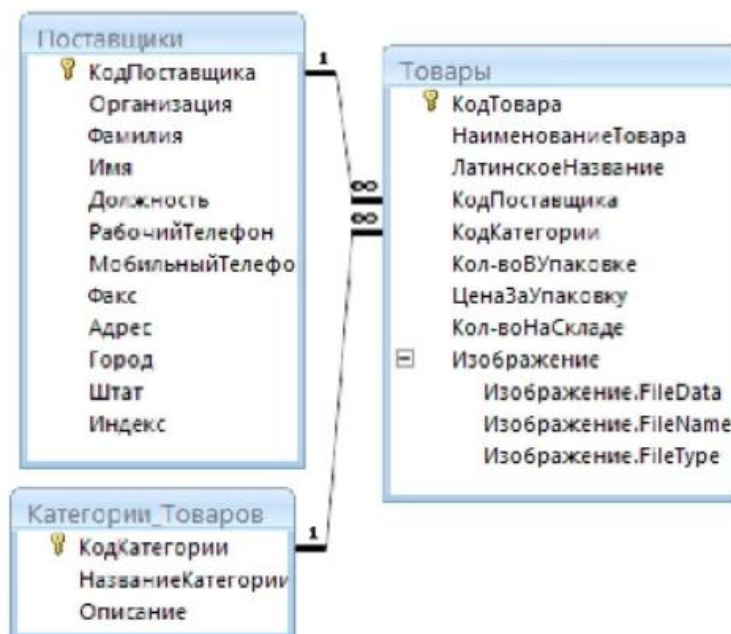 Поставщики
КодПоставщика
Организация
Фамилия
Имя
Должность
РабочийТелефон
МобильныйТелефо
Факс
Адрес
Город
Штат
Индекс
1
∞
∞
Товары
КодТовара
НаименованиеТовара
ЛатинскоеНазвание
КодПоставщика
КодКатегории
Кол-воВУпаковке
ЦенаЗаУпаковку
Кол-воНаСкладе
Изображение
Изображение.FileData
Изображение.FileName
Изображение.FileType
Категории_Товаров
КодКатегории
НазваниеКатегории
Описание
1